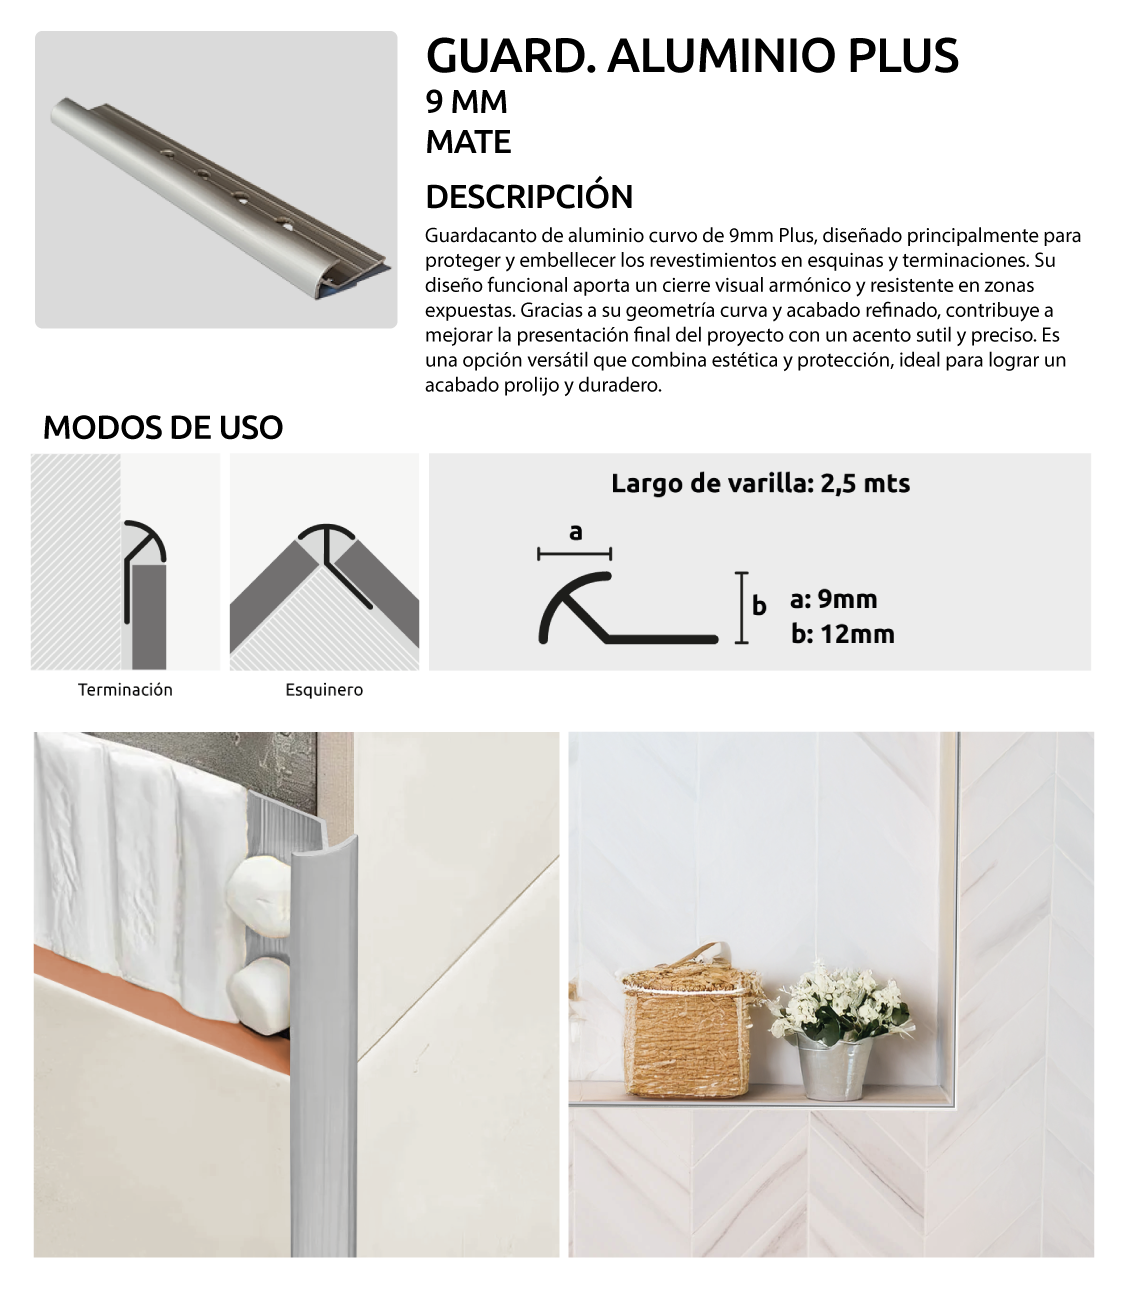 GUARD. ALUMINIO PLUS
9 MM
MATE
DESCRIPCIÓN
Guardacanto de aluminio curvo de 9mm Plus, diseñado principalmente para
proteger y embellecer los revestimientos en esquinas y terminaciones. Su
diseño funcional aporta un cierre visual armónico y resistente en zonas
expuestas. Gracias a su geometría curva y acabado refinado, contribuye a
mejorar la presentación final del proyecto con un acento sutil y preciso. Es
una opción versátil que combina estética y protección, ideal para lograr un
acabado prolijo y duradero.
MODOS DE USO
Terminación
Esquinero
Largo de varilla: 2,5 mts
a
b
a: 9mm
b: 12mm